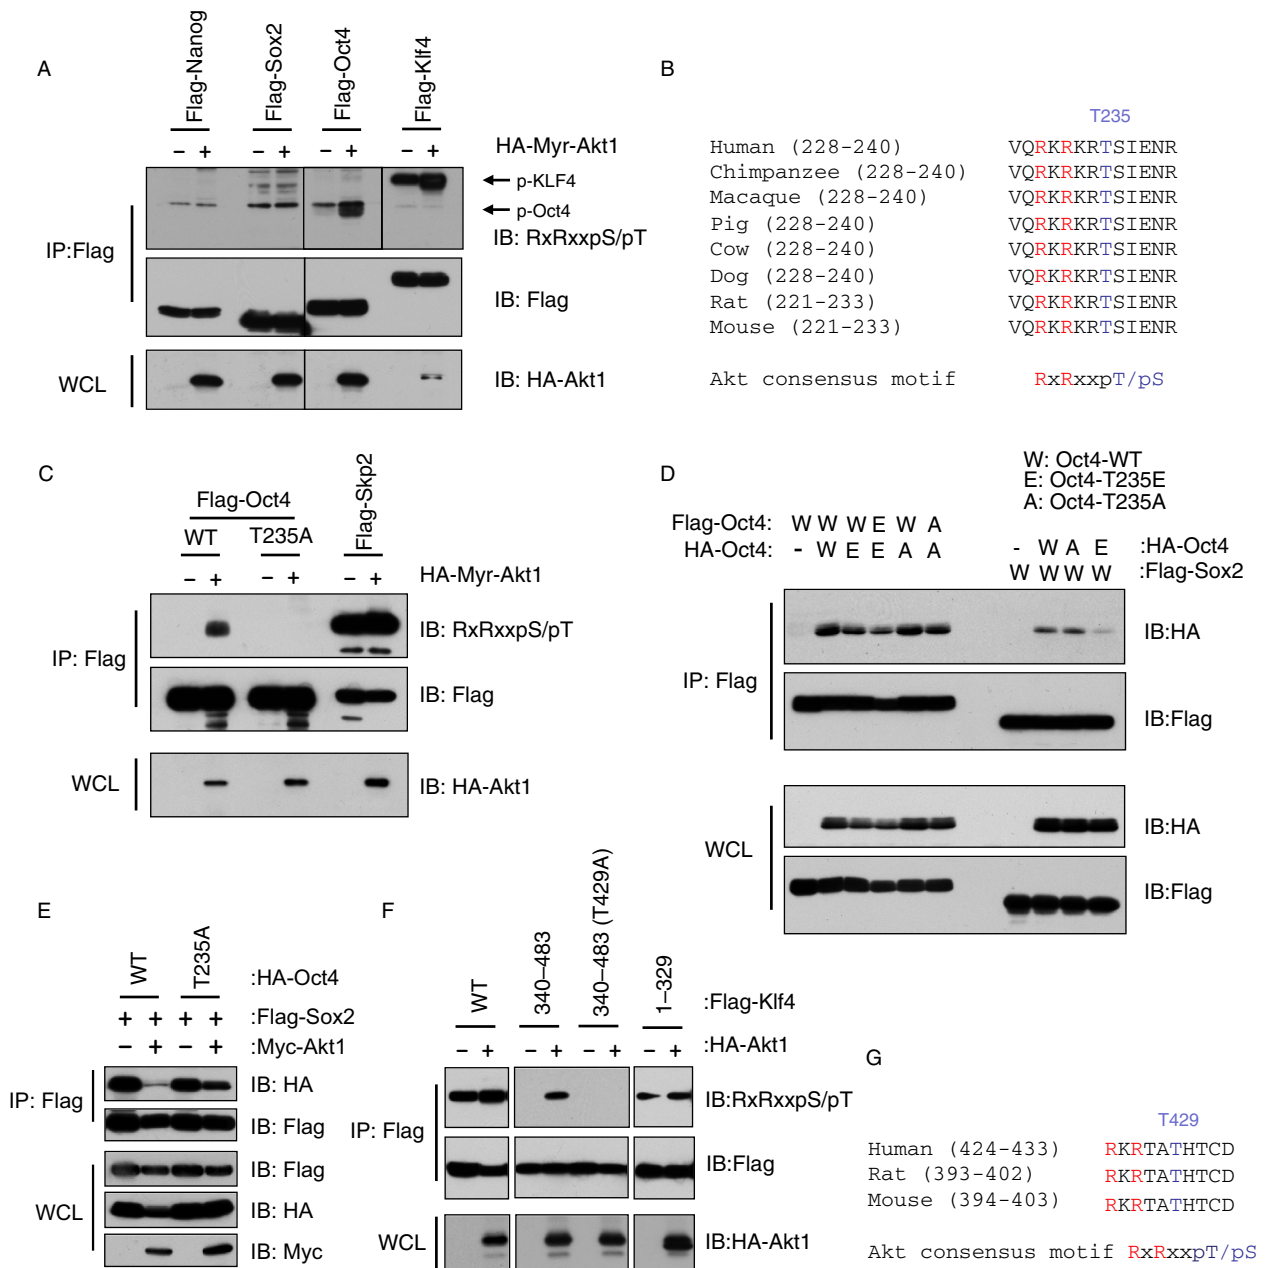 A
Flag-Nanog
Flag-Sox2
Flag-Oct4
Flag-Klf4
– + – + – + – + HA-Myr-Akt1
p-KLF4
p-Oct4
IB: RxRxxpS/pT
IP:Flag
IB: Flag
WCL
IB: HA-Akt1
B
T235
Human (228-240) VQRKRKRTSIENR
Chimpanzee (228-240) VQRKRKRTSIENR
Macaque (228-240) VQRKRKRTSIENR
Pig (228-240) VQRKRKRTSIENR
Cow (228-240) VQRKRKRTSIENR
Dog (228-240) VQRKRKRTSIENR
Rat (221-233) VQRKRKRTSIENR
Mouse (221-233) VQRKRKRTSIENR
Akt consensus motif RxRxxpT/pS
C
Flag-Oct4
Flag-Skp2
WT T235A
– + – + – + HA-Myr-Akt1
IB: RxRxxpS/pT
IP: Flag
IB: Flag
WCL
IB: HA-Akt1
D
W: Oct4-WT
E: Oct4-T235E
A: Oct4-T235A
Flag-Oct4: W W W E W A
HA-Oct4: - W E E A A
- W A E :HA-Oct4
W W W W :Flag-Sox2
IB:HA
IP: Flag
IB:Flag
IB:HA
WCL
IB:Flag
E
WT
T235A
:HA-Oct4
+ + + + :Flag-Sox2
– + – + :Myc-Akt1
IP: Flag
IB: HA
IB: Flag
IB: Flag
WCL
IB: HA
IB: Myc
F
WT
340–483
340–483 (T429A)
1–329
:Flag-Klf4
– + – + – + – + :HA-Akt1
IB:RxRxxpS/pT
IP: Flag
IB:Flag
WCL
IB:HA-Akt1
G
T429
Human (424-433) RKRTATHTCD
Rat (393-402) RKRTATHTCD
Mouse (394-403) RKRTATHTCD
Akt consensus motif RxRxxpT/pS